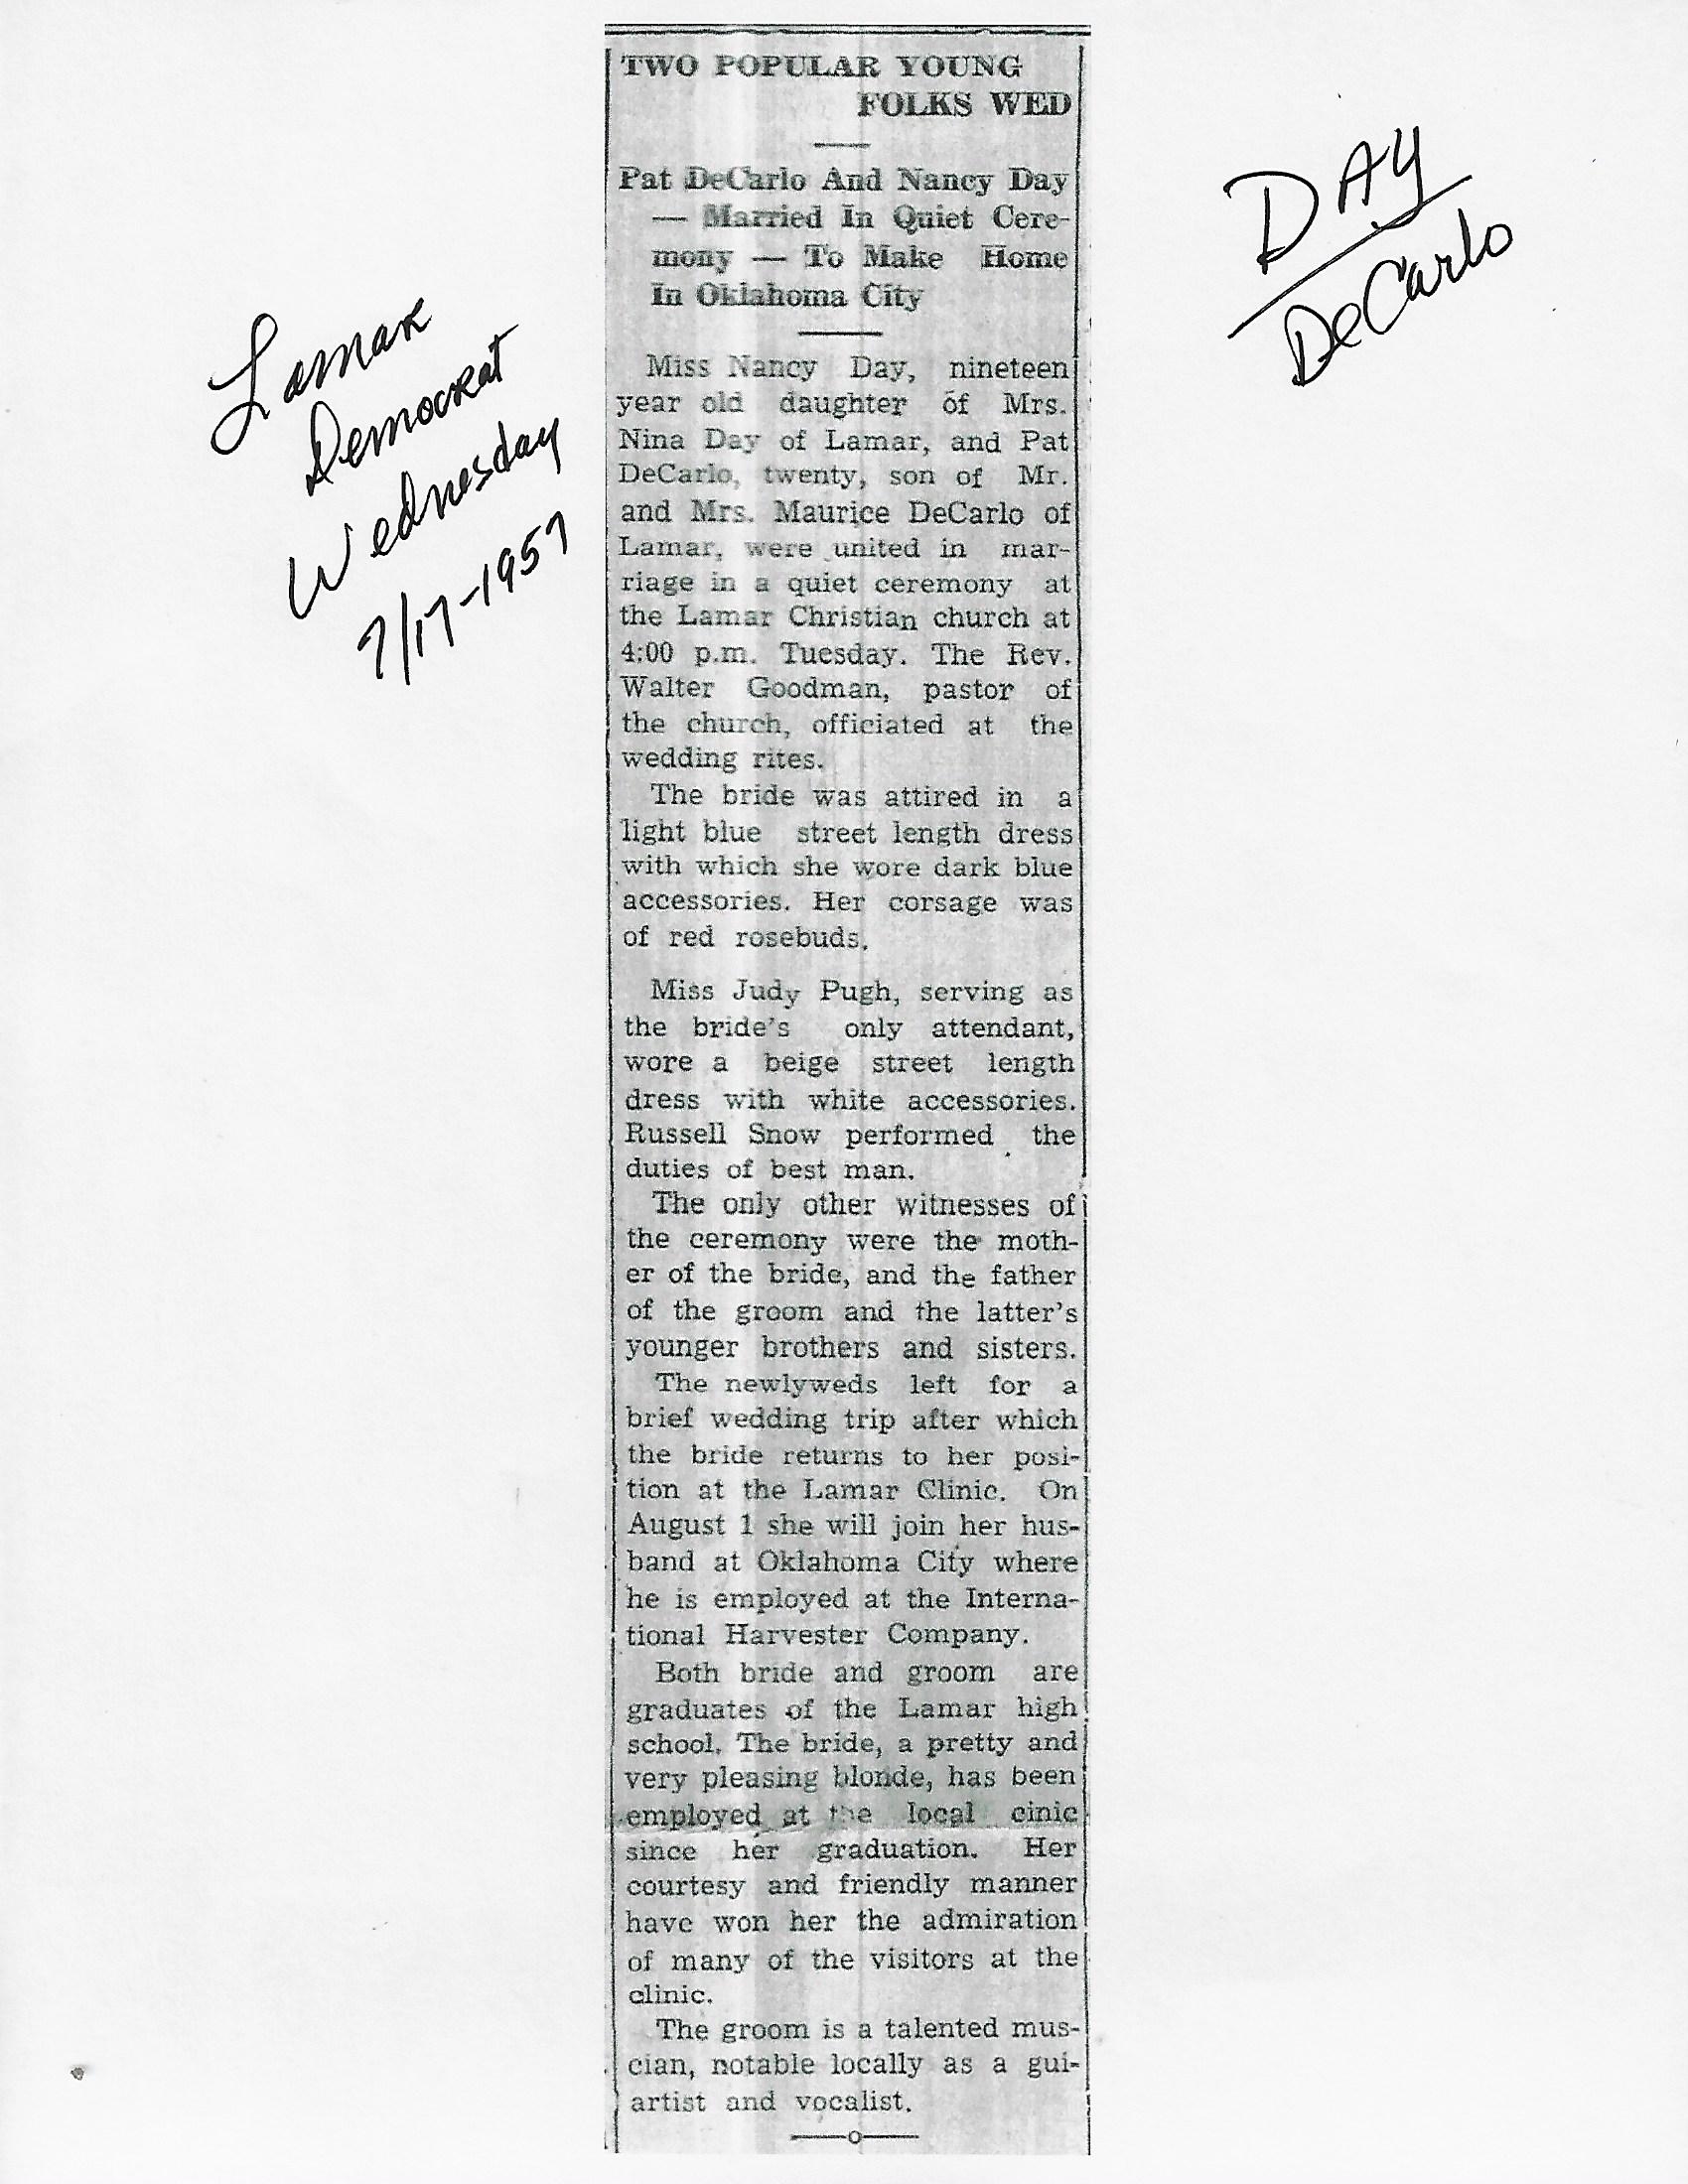 TWO POPULAR YOUNG
FOLKS WED
Pat DeCarlo And Nancy Day
— Married In Quiet Cere-
mony — To Make Home
In Oklahoma City
Miss Nancy Day, nineteen
year old daughter of Mrs.
Nina Day of Lamar, and Pat
DeCarlo, twenty, son of Mr.
and Mrs. Maurice DeCarlo of
Lamar, were united in mar-
riage in a quiet ceremony at
the Lamar Christian church at
4:00 p.m. Tuesday. The Rev.
Walter Goodman, pastor of
the church, officiated at the
wedding rites.
The bride was attired in a
light blue street length dress
with which she wore dark blue
accessories. Her corsage was
of red rosebuds.
Miss Judy Pugh, serving as
the bride's only attendant,
wore a beige street length
dress with white accessories.
Russell Snow performed the
duties of best man.
The only other witnesses of
the ceremony were the moth-
er of the bride, and the father
of the groom and the latter's
younger brothers and sisters.
The newlyweds left for a
brief wedding trip after which
the bride returns to her posi-
tion at the Lamar Clinic. On
August 1 she will join her hus-
band at Oklahoma City where
he is employed at the Interna-
tional Harvester Company.
Both bride and groom are
graduates of the Lamar high
school. The bride, a pretty and
very pleasing blonde, has been
employed at the local cinic
since her graduation. Her
courtesy and friendly manner
have won her the admiration
of many of the visitors at the
clinic.
The groom is a talented mus-
cian, notable locally as a gui-
artist and vocalist.
Lamar
Democrat
Wednesday
7/17-1957
DAY
DeCarlo